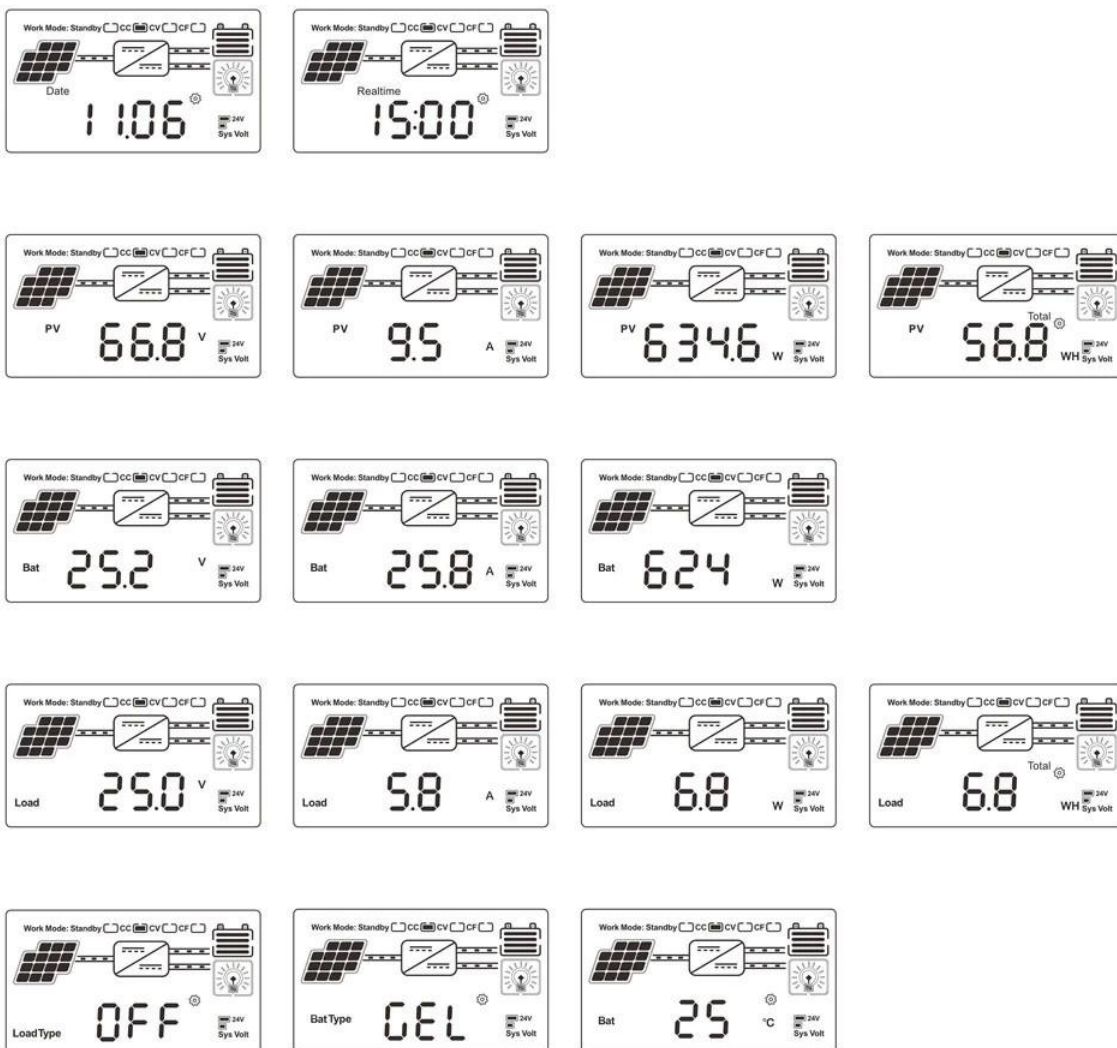 Work Mode: Standby CC CV CF
Date
11.06
24V
Sys Volt
Work Mode: Standby CC CV CF
Realtime
15:00
24V
Sys Volt
Work Mode: Standby CC CV CF
PV
66.8 V
24V
Sys Volt
Work Mode: Standby CC CV CF
PV
9.5 A
24V
Sys Volt
Work Mode: Standby CC CV CF
PV
634.6 W
24V
Sys Volt
Work Mode: Standby CC CV CF
Total
PV
56.8 WH
24V
Sys Volt
Work Mode: Standby CC CV CF
Bat
25.2 V
24V
Sys Volt
Work Mode: Standby CC CV CF
Bat
25.8 A
24V
Sys Volt
Work Mode: Standby CC CV CF
Bat
624 W
24V
Sys Volt
Work Mode: Standby CC CV CF
Load
25.0 V
24V
Sys Volt
Work Mode: Standby CC CV CF
Load
5.8 A
24V
Sys Volt
Work Mode: Standby CC CV CF
Load
6.8 W
24V
Sys Volt
Work Mode: Standby CC CV CF
Total
Load
6.8 WH
24V
Sys Volt
Work Mode: Standby CC CV CF
Load Type
OFF
24V
Sys Volt
Work Mode: Standby CC CV CF
Bat Type
GEL
24V
Sys Volt
Work Mode: Standby CC CV CF
Bat
25 °C
24V
Sys Volt